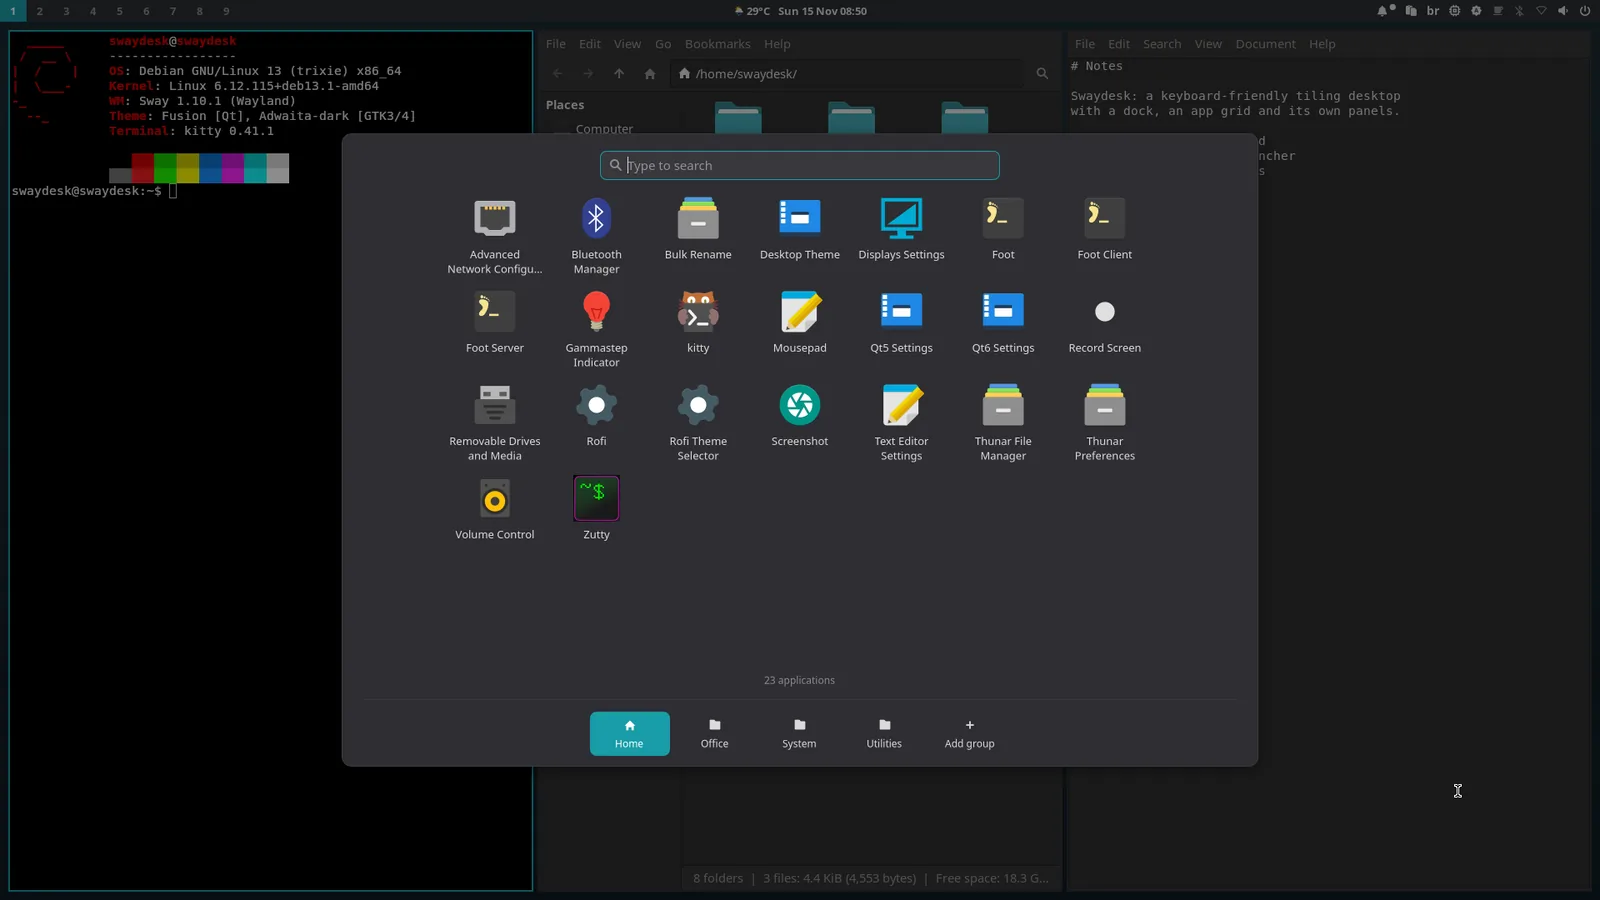 1 2 3 4 5 6 7 8 9
29°C Sun 15 Nov 08:50
br
swaydesk@swaydesk
-----------------
OS: Debian GNU/Linux 13 (trixie) x86_64
Kernel: Linux 6.12.115+deb13.1-amd64
WM: Sway 1.10.1 (Wayland)
Theme: Fusion [Qt], Adwaita-dark [GTK3/4]
Terminal: kitty 0.41.1
swaydesk@swaydesk:~$
File Edit View Go Bookmarks Help
/home/swaydesk/
Places
Computer
File Edit Search View Document Help
# Notes
Swaydesk: a keyboard-friendly tiling desktop
with a dock, an app grid and its own panels.
d
ncher
s
Type to search
Advanced
Network Configu...
Bluetooth
Manager
Bulk Rename
Desktop Theme
Displays Settings
Foot
Foot Client
Foot Server
Gammastep
Indicator
kitty
Mousepad
Qt5 Settings
Qt6 Settings
Record Screen
Removable Drives
and Media
Rofi
Rofi Theme
Selector
Screenshot
Text Editor
Settings
Thunar File
Manager
Thunar
Preferences
Volume Control
~$
Zutty
23 applications
Home
Office
System
Utilities
Add group
8 folders | 3 files: 4.4 KiB (4,553 bytes) | Free space: 18.3 G...